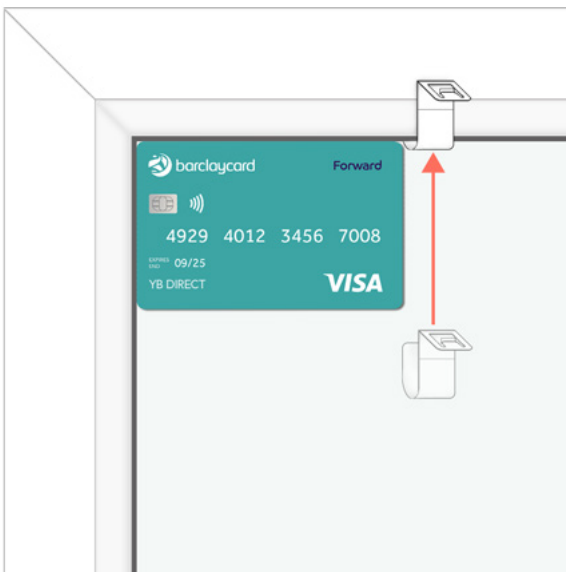 barclaycard Forward
4929 4012 3456 7008
EXPIRES END 09/25
YB DIRECT VISA